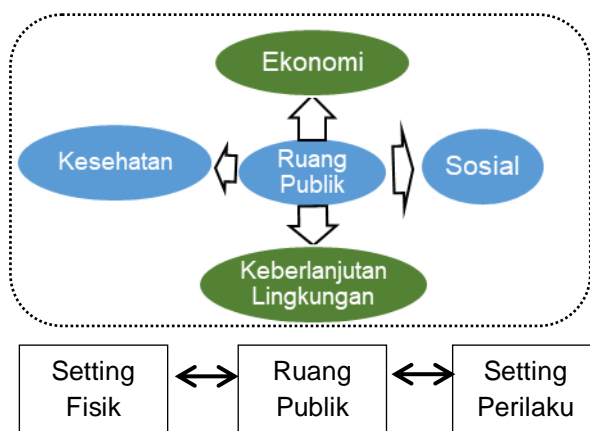 Ekonomi
Kesehatan
Ruang
Publik
Sosial
Keberlanjutan
Lingkungan
Setting
Fisik
Ruang
Publik
Setting
Perilaku